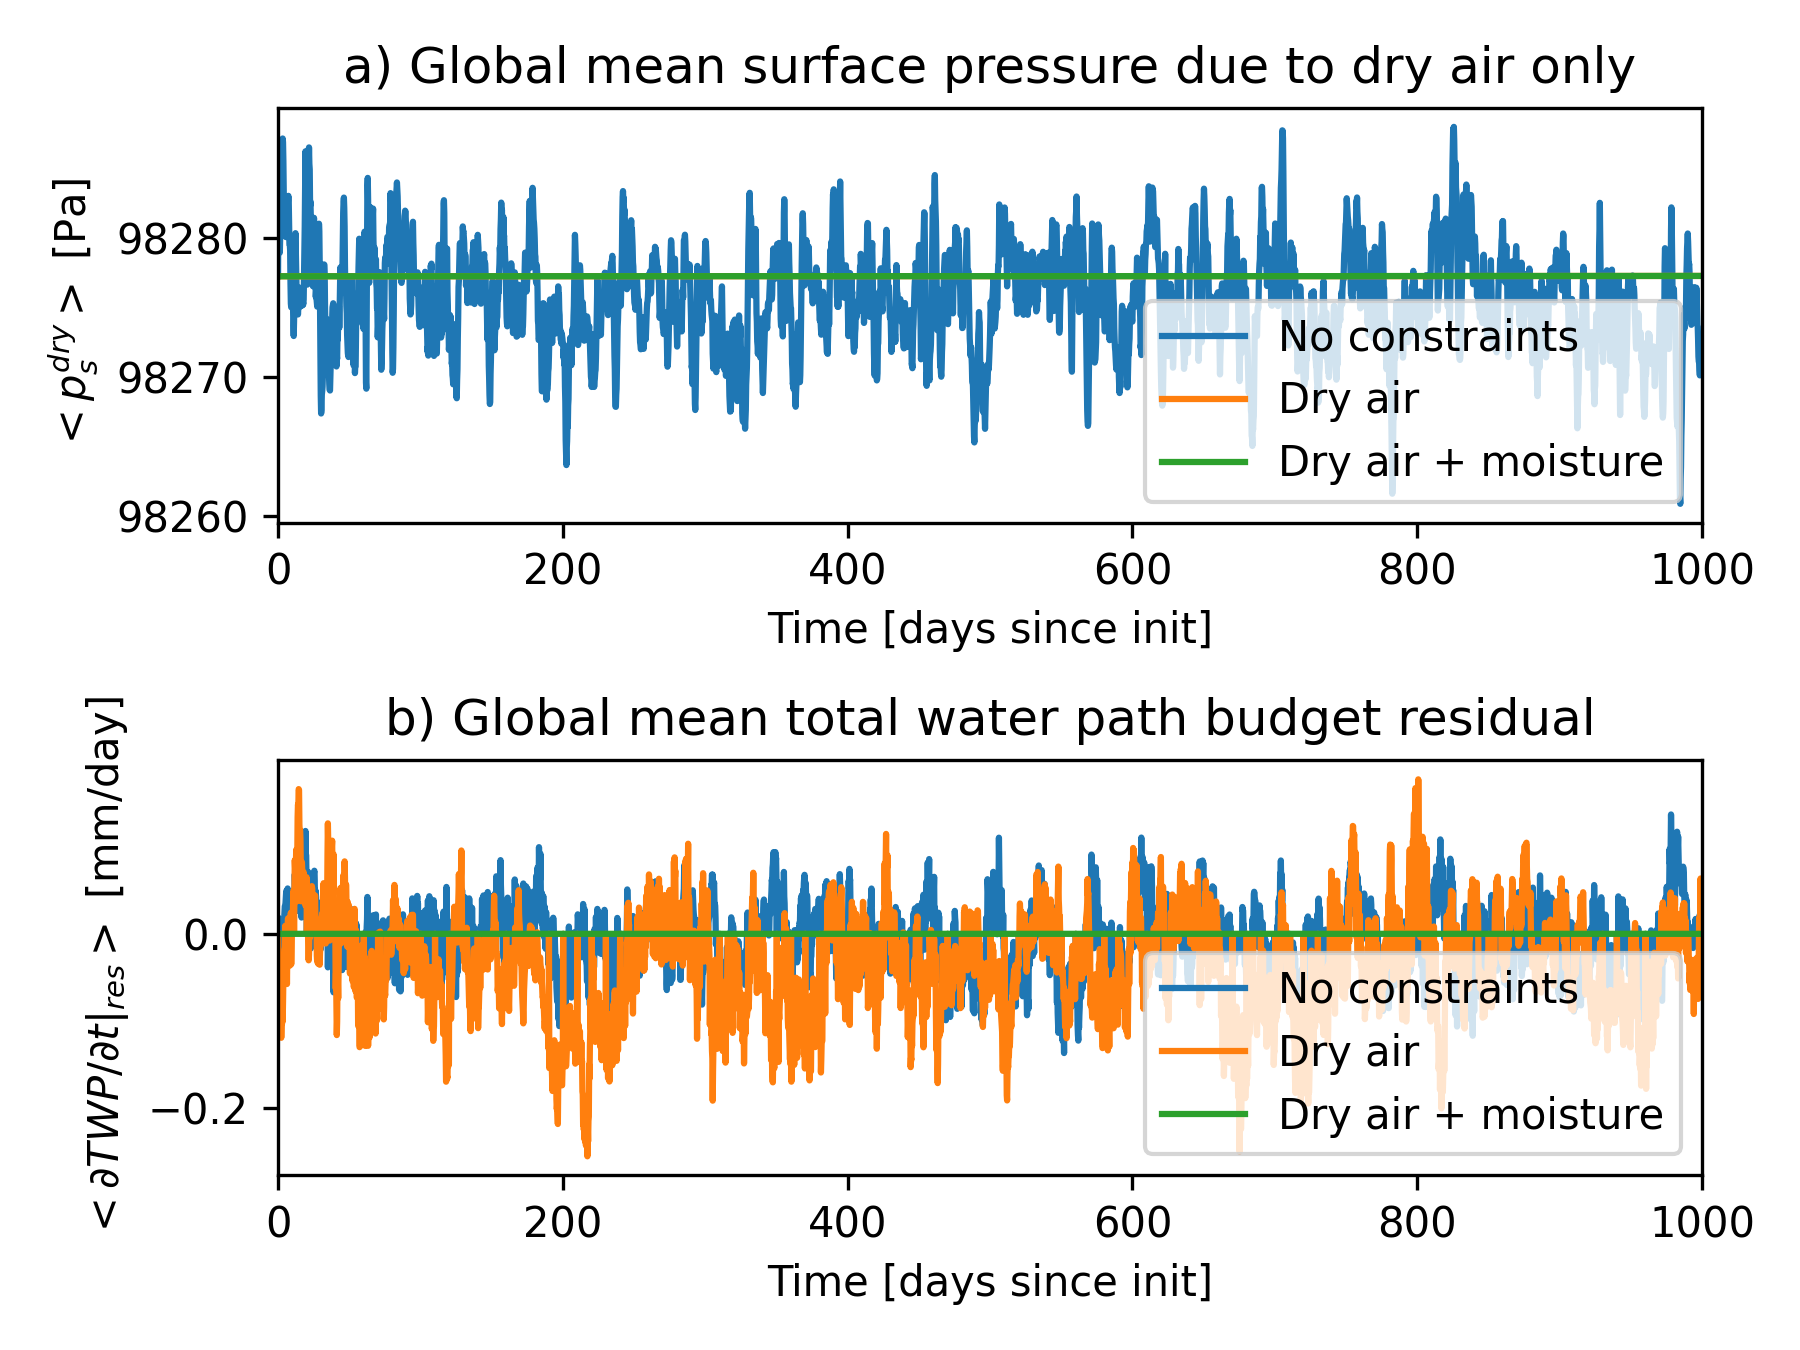 a) Global mean surface pressure due to dry air only
< p_s^{dry} > [Pa]
98280
98270
98260
No constraints
Dry air
Dry air + moisture
0 200 400 600 800 1000
Time [days since init]
b) Global mean total water path budget residual
< ∂TWP/∂t|_{res} > [mm/day]
0.0
−0.2
No constraints
Dry air
Dry air + moisture
0 200 400 600 800 1000
Time [days since init]